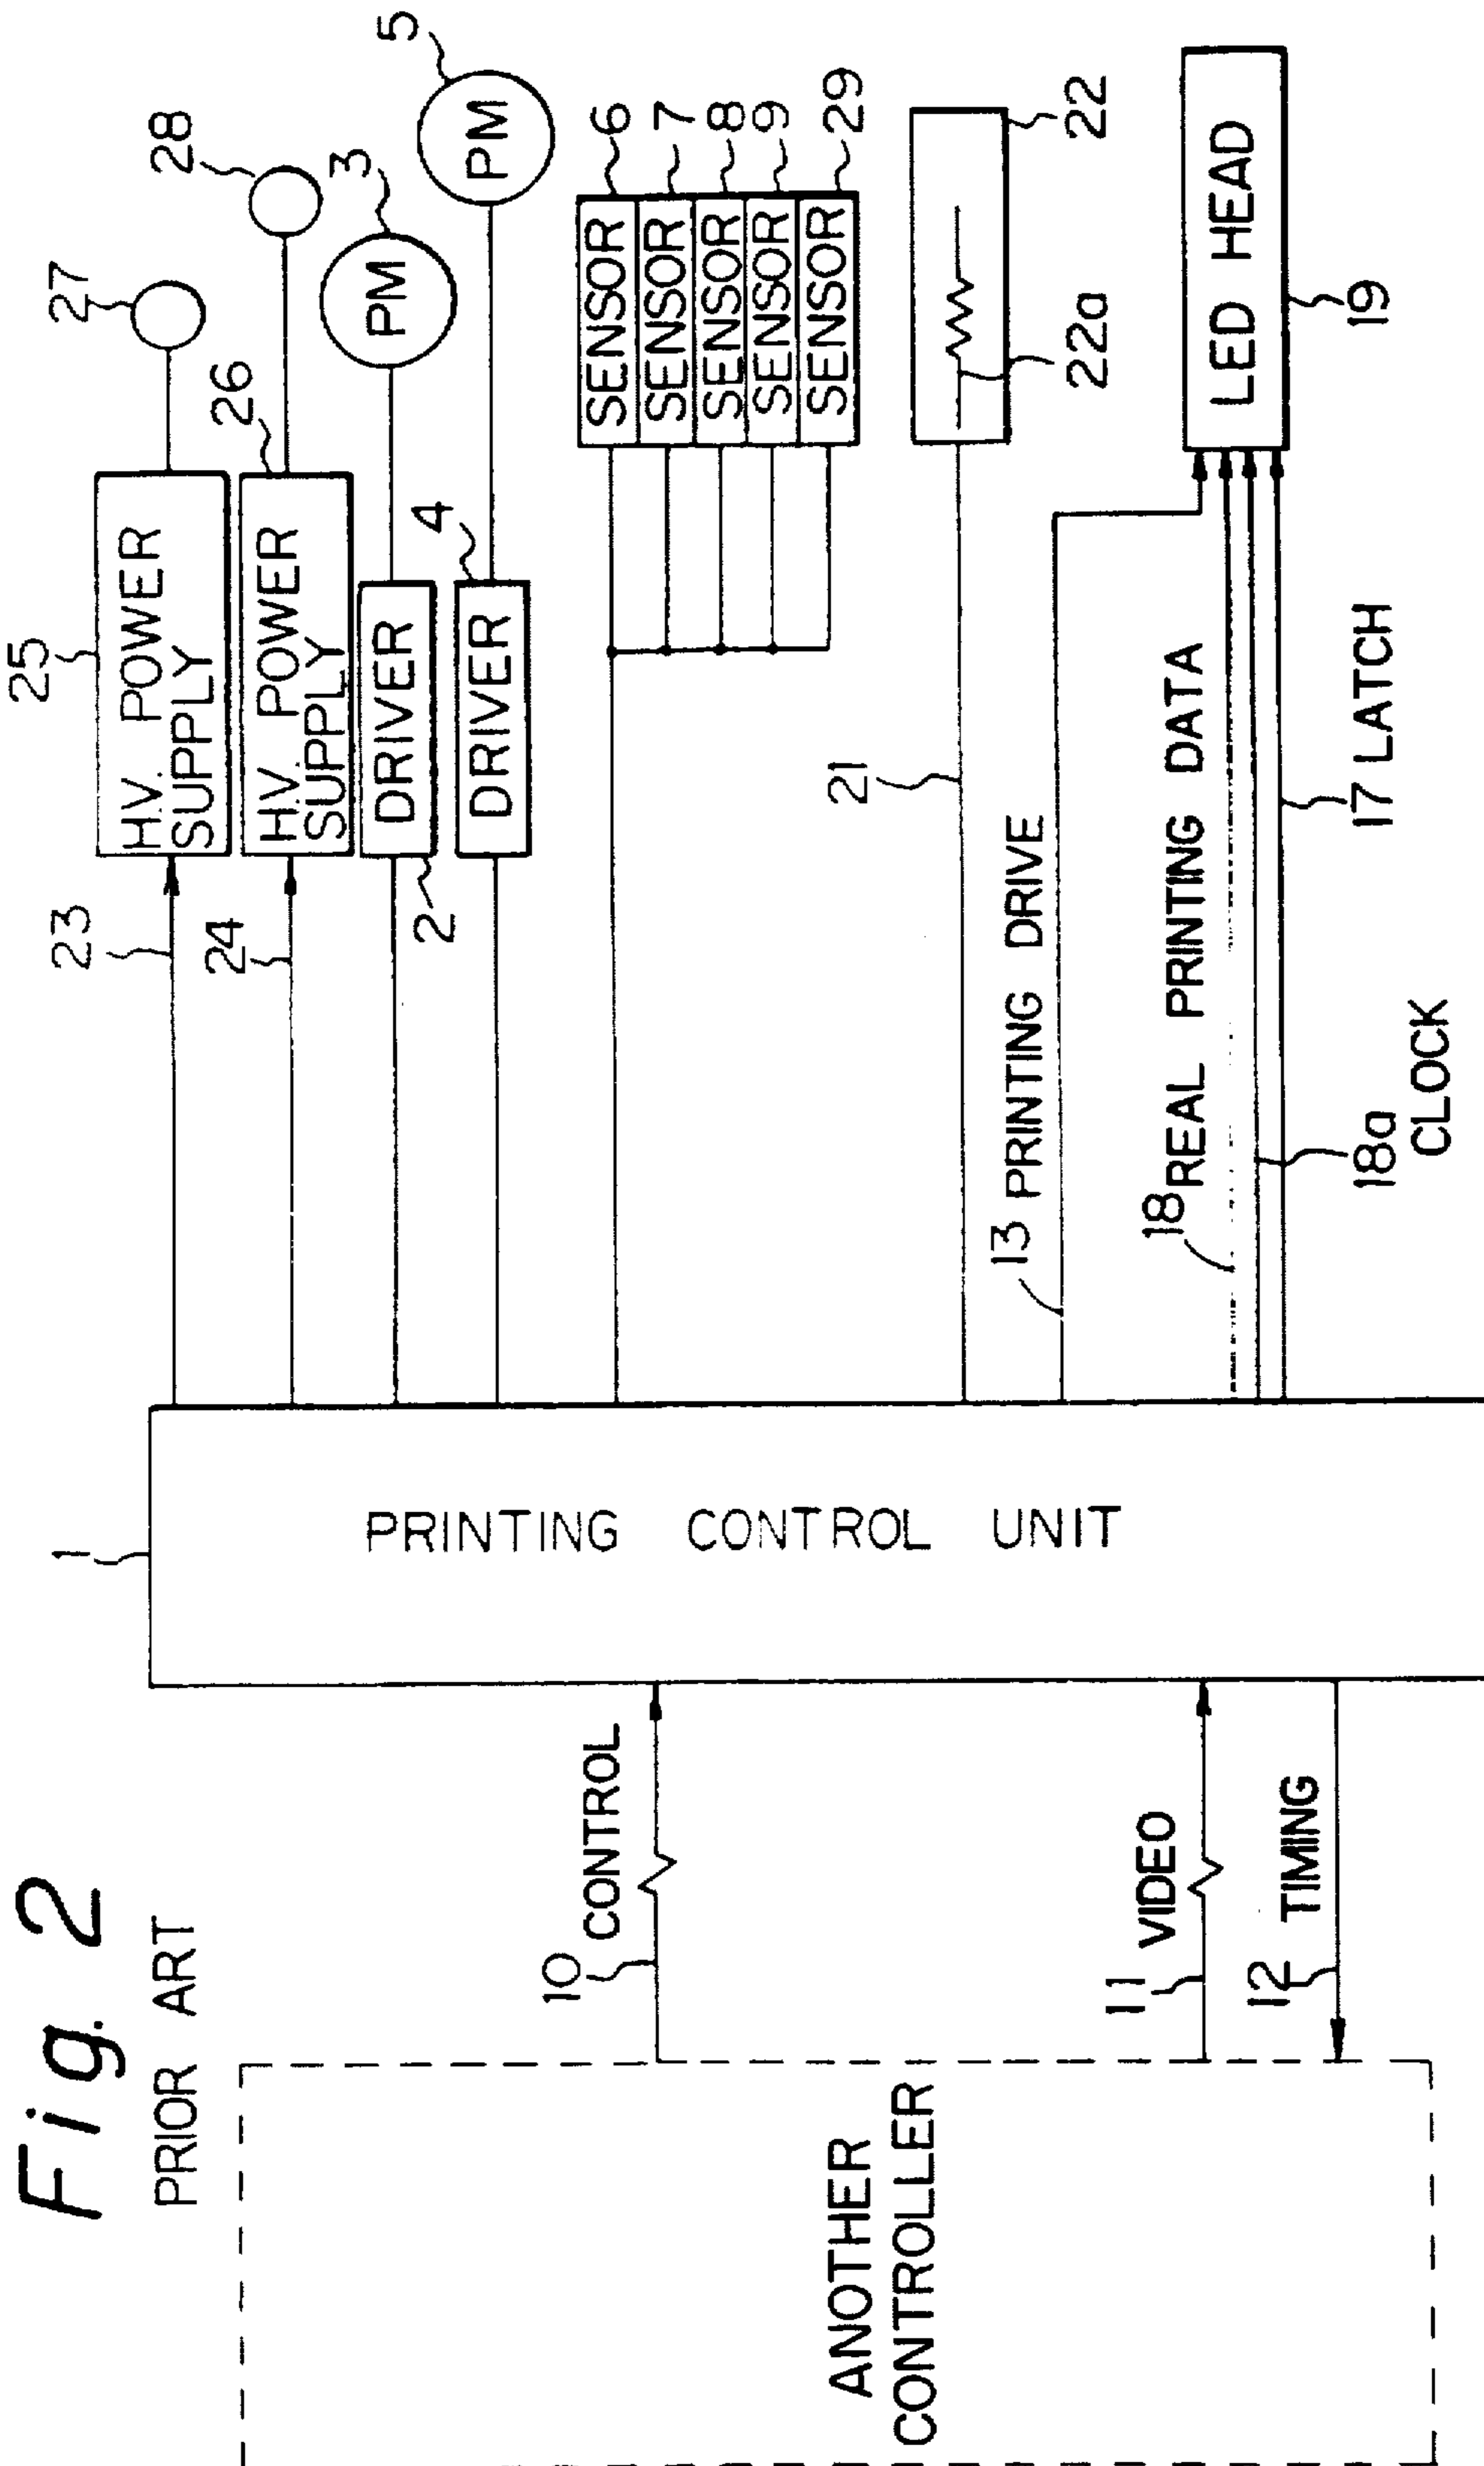 Fig. 2
PRIOR ART
ANOTHER
CONTROLLER
10 CONTROL
11 VIDEO
12 TIMING
1
PRINTING CONTROL UNIT
23
25
H.V. POWER
SUPPLY
27
24
26
H.V. POWER
SUPPLY
28
2
DRIVER
3
PM
4
DRIVER
5
PM
SENSOR 6
SENSOR 7
SENSOR 8
SENSOR 9
SENSOR 29
21
22
22a
13 PRINTING DRIVE
18 REAL PRINTING DATA
18a
CLOCK
17 LATCH
LED HEAD
19